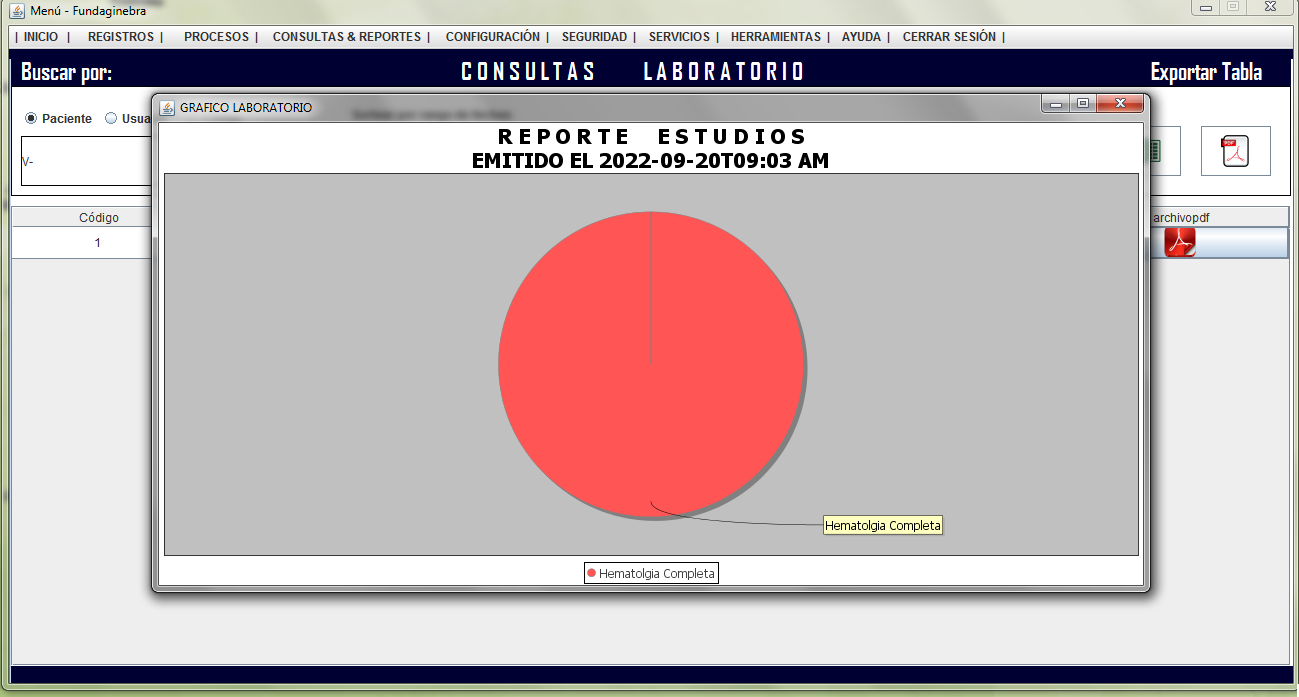 Menú - Fundaginebra
| INICIO | REGISTROS | PROCESOS | CONSULTAS & REPORTES | CONFIGURACIÓN | SEGURIDAD | SERVICIOS | HERRAMIENTAS | AYUDA | CERRAR SESIÓN |
Buscar por: CONSULTAS LABORATORIO Exportar Tabla
GRAFICO LABORATORIO
Paciente Usua
V-
REPORTE ESTUDIOS
EMITIDO EL 2022-09-20T09:03 AM
PDF
Código archivopdf
1
Hematolgia Completa
Hematolgia Completa